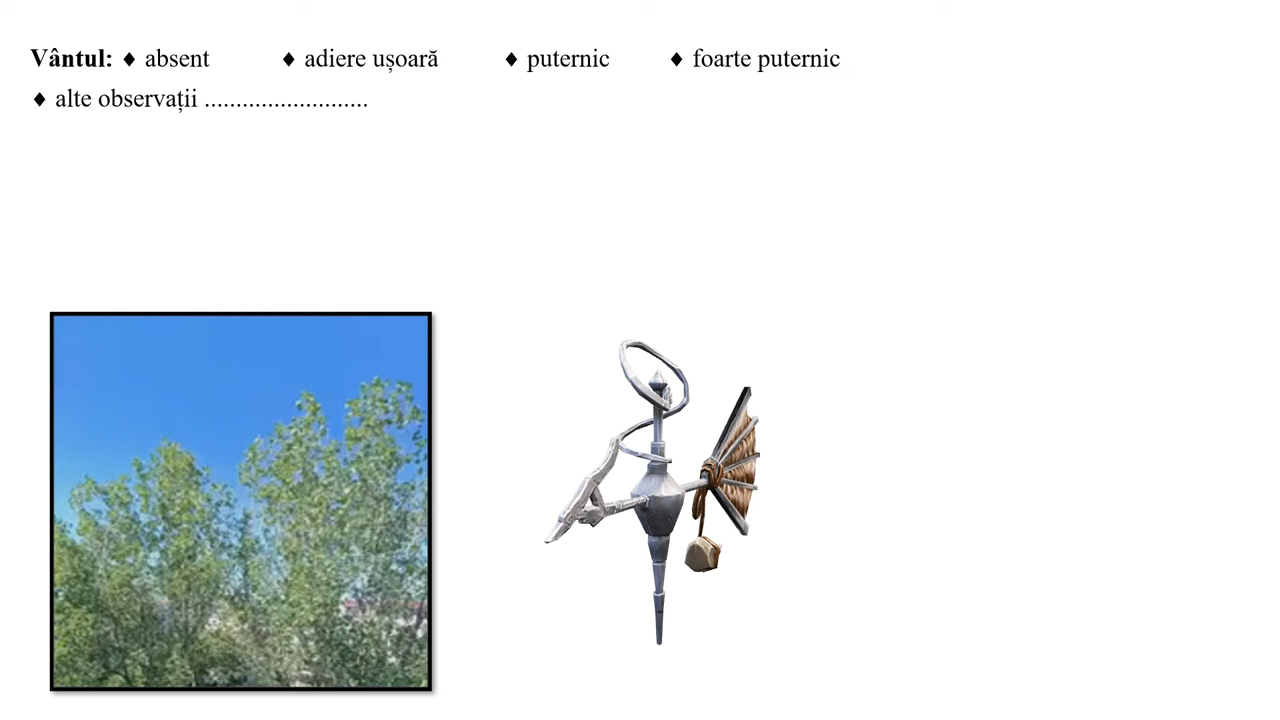 Vântul: ♦ absent ♦ adiere ușoară ♦ puternic ♦ foarte puternic
♦ alte observații ..........................